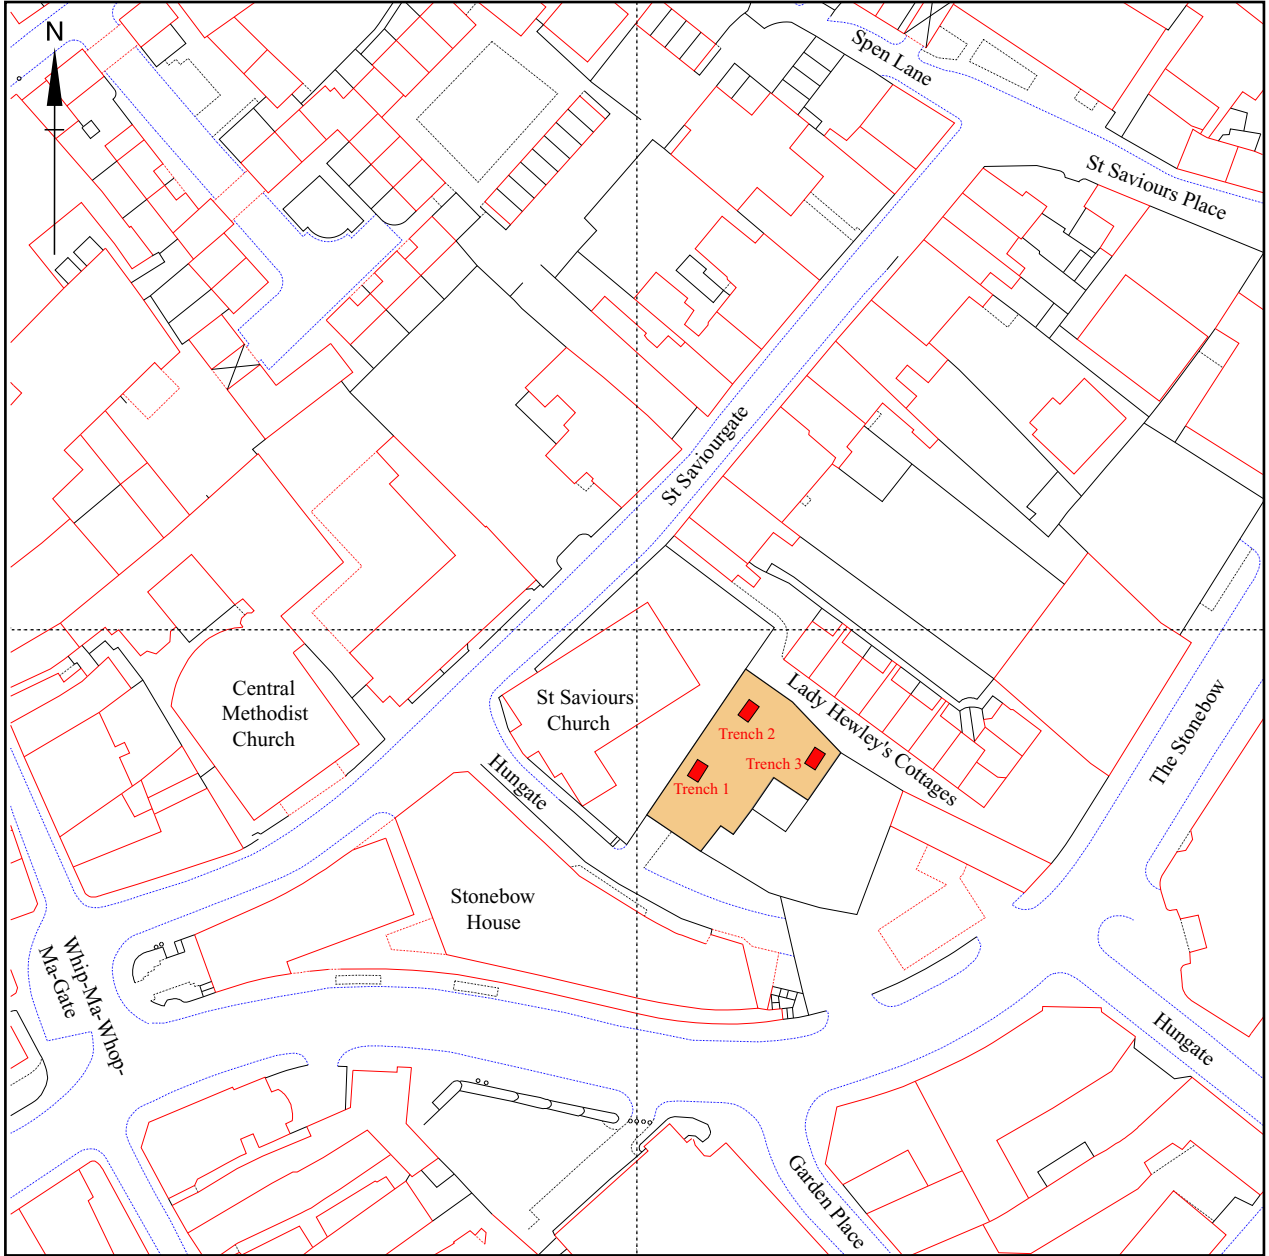 N
Spen Lane
St Saviours Place
St Saviourgate
Central
Methodist
Church
St Saviours
Church
Lady Hewley's Cottages
The Stonebow
Trench 2
Trench 3
Trench 1
Hungate
Stonebow
House
Whip-Ma-Whop-
Ma-Gate
Hungate
Garden Place